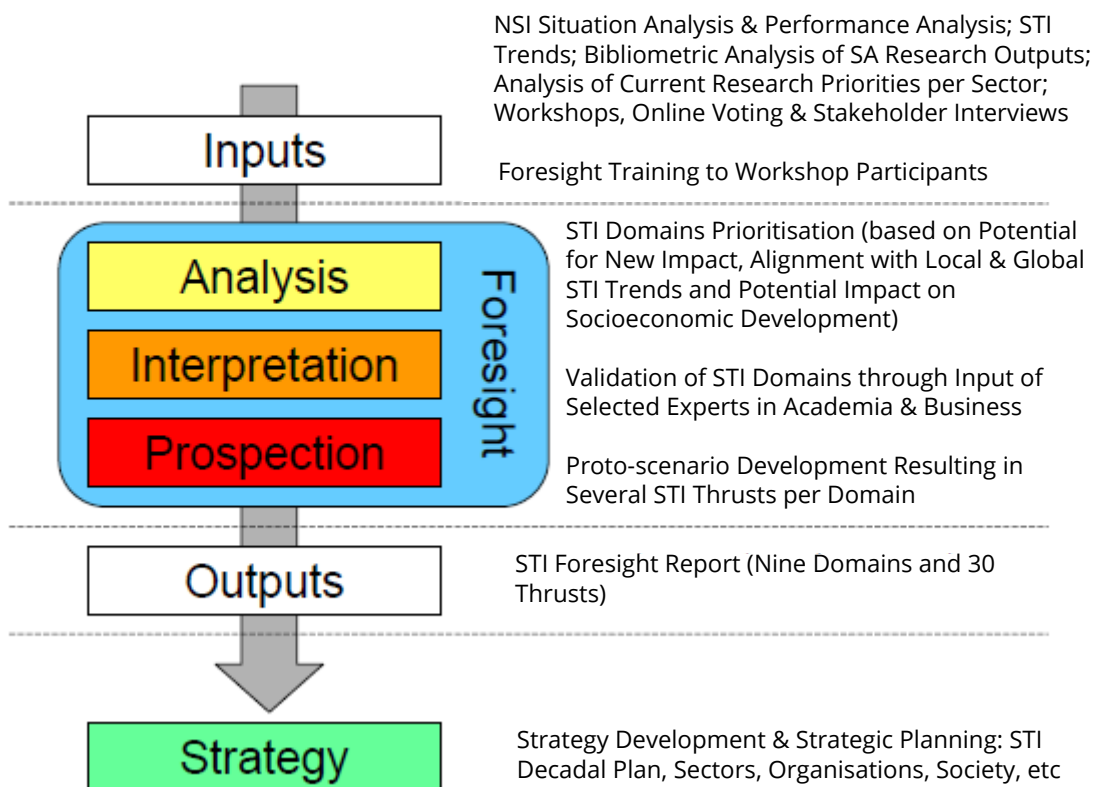 NSI Situation Analysis & Performance Analysis; STI
Trends; Bibliometric Analysis of SA Research Outputs;
Analysis of Current Research Priorities per Sector;
Workshops, Online Voting & Stakeholder Interviews
Inputs
Foresight Training to Workshop Participants
STI Domains Prioritisation (based on Potential
for New Impact, Alignment with Local & Global
STI Trends and Potential Impact on
Socioeconomic Development)
Analysis
Interpretation
Prospection
Foresight
Validation of STI Domains through Input of
Selected Experts in Academia & Business
Proto-scenario Development Resulting in
Several STI Thrusts per Domain
Outputs
STI Foresight Report (Nine Domains and 30
Thrusts)
Strategy
Strategy Development & Strategic Planning: STI
Decadal Plan, Sectors, Organisations, Society, etc